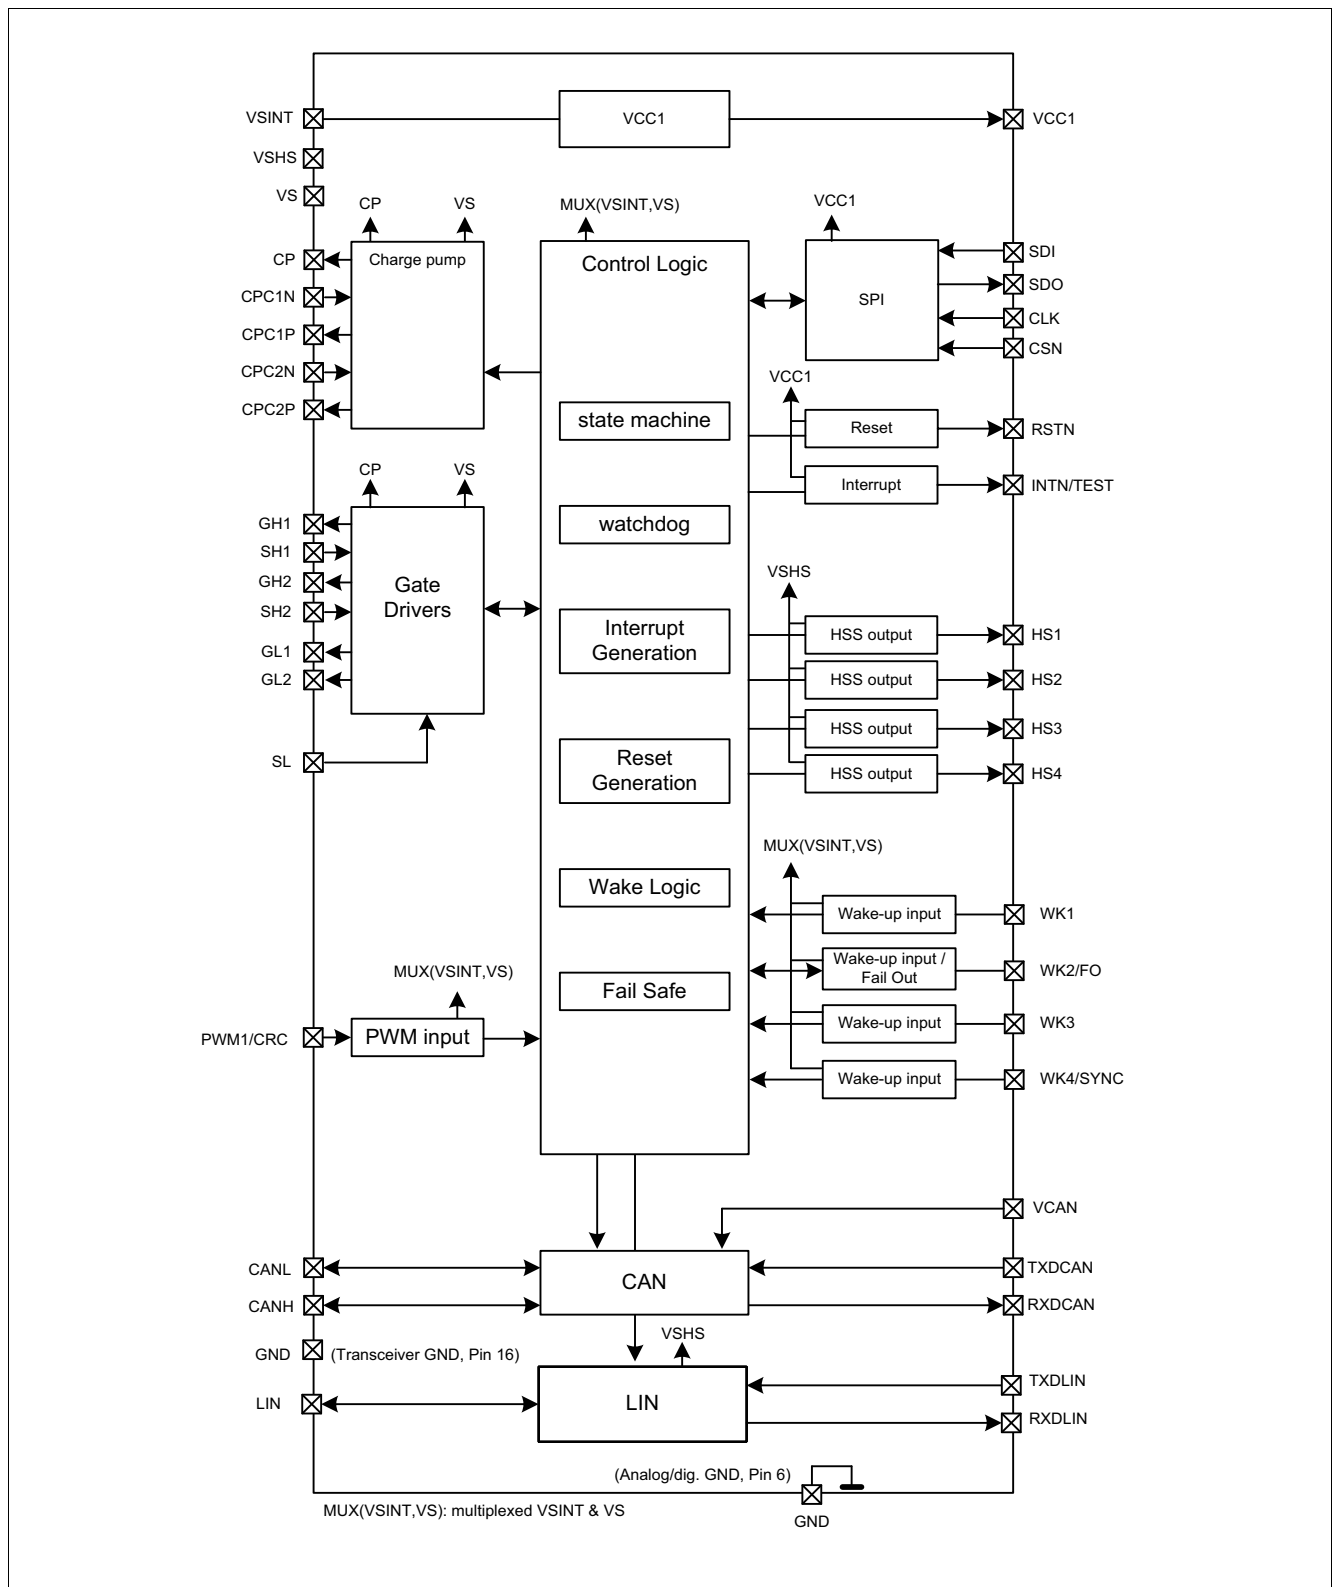 VSINT
VCC1
VCC1
VSHS
VS
CP
VS
MUX(VSINT,VS)
VCC1
CP
CPC1N
CPC1P
CPC2N
CPC2P
Charge pump
Control Logic
SPI
SDI
SDO
CLK
CSN
VCC1
state machine
Reset
RSTN
Interrupt
INTN/TEST
CP
VS
GH1
SH1
GH2
SH2
GL1
GL2
SL
Gate
Drivers
watchdog
Interrupt
Generation
Reset
Generation
Wake Logic
Fail Safe
VSHS
HSS output
HS1
HSS output
HS2
HSS output
HS3
HSS output
HS4
MUX(VSINT,VS)
Wake-up input
WK1
Wake-up input /
Fail Out
WK2/FO
Wake-up input
WK3
Wake-up input
WK4/SYNC
MUX(VSINT,VS)
PWM1/CRC
PWM input
VCAN
CANL
CANH
CAN
TXDCAN
RXDCAN
GND
(Transceiver GND, Pin 16)
VSHS
LIN
LIN
TXDLIN
RXDLIN
(Analog/dig. GND, Pin 6)
GND
MUX(VSINT,VS): multiplexed VSINT & VS